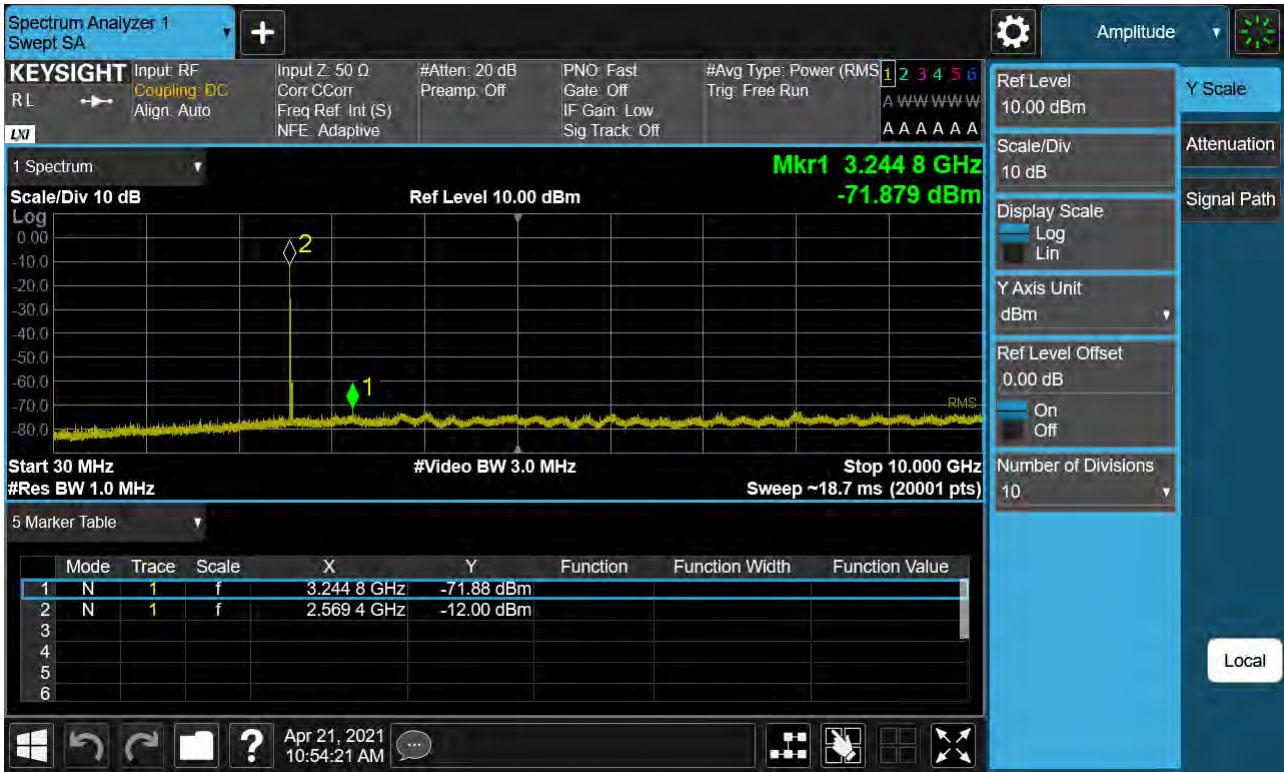 Spectrum Analyzer 1
Swept SA
+
Amplitude
KEYSIGHT
RL
LXI
Input: RF
Coupling: DC
Align: Auto
Input Z: 50 Ω
Corr CCorr
Freq Ref: Int (S)
NFE: Adaptive
#Atten: 20 dB
Preamp: Off
PNO: Fast
Gate: Off
IF Gain: Low
Sig Track: Off
#Avg Type: Power (RMS
Trig: Free Run
1 2 3 4 5 6
A W W W W W
A A A A A A
1 Spectrum
Mkr1 3.244 8 GHz
Scale/Div 10 dB
Ref Level 10.00 dBm
-71.879 dBm
Log
0.00
-10.0
-20.0
-30.0
-40.0
-50.0
-60.0
-70.0
-80.0
2
1
RMS
Start 30 MHz
#Video BW 3.0 MHz
Stop 10.000 GHz
#Res BW 1.0 MHz
Sweep ~18.7 ms (20001 pts)
5 Marker Table
Mode Trace Scale X Y Function Function Width Function Value
1 N 1 f 3.244 8 GHz -71.88 dBm
2 N 1 f 2.569 4 GHz -12.00 dBm
3
4
5
6
Ref Level
10.00 dBm
Scale/Div
10 dB
Display Scale
Log
Lin
Y Axis Unit
dBm
Ref Level Offset
0.00 dB
On
Off
Number of Divisions
10
Y Scale
Attenuation
Signal Path
Local
?
Apr 21, 2021
10:54:21 AM